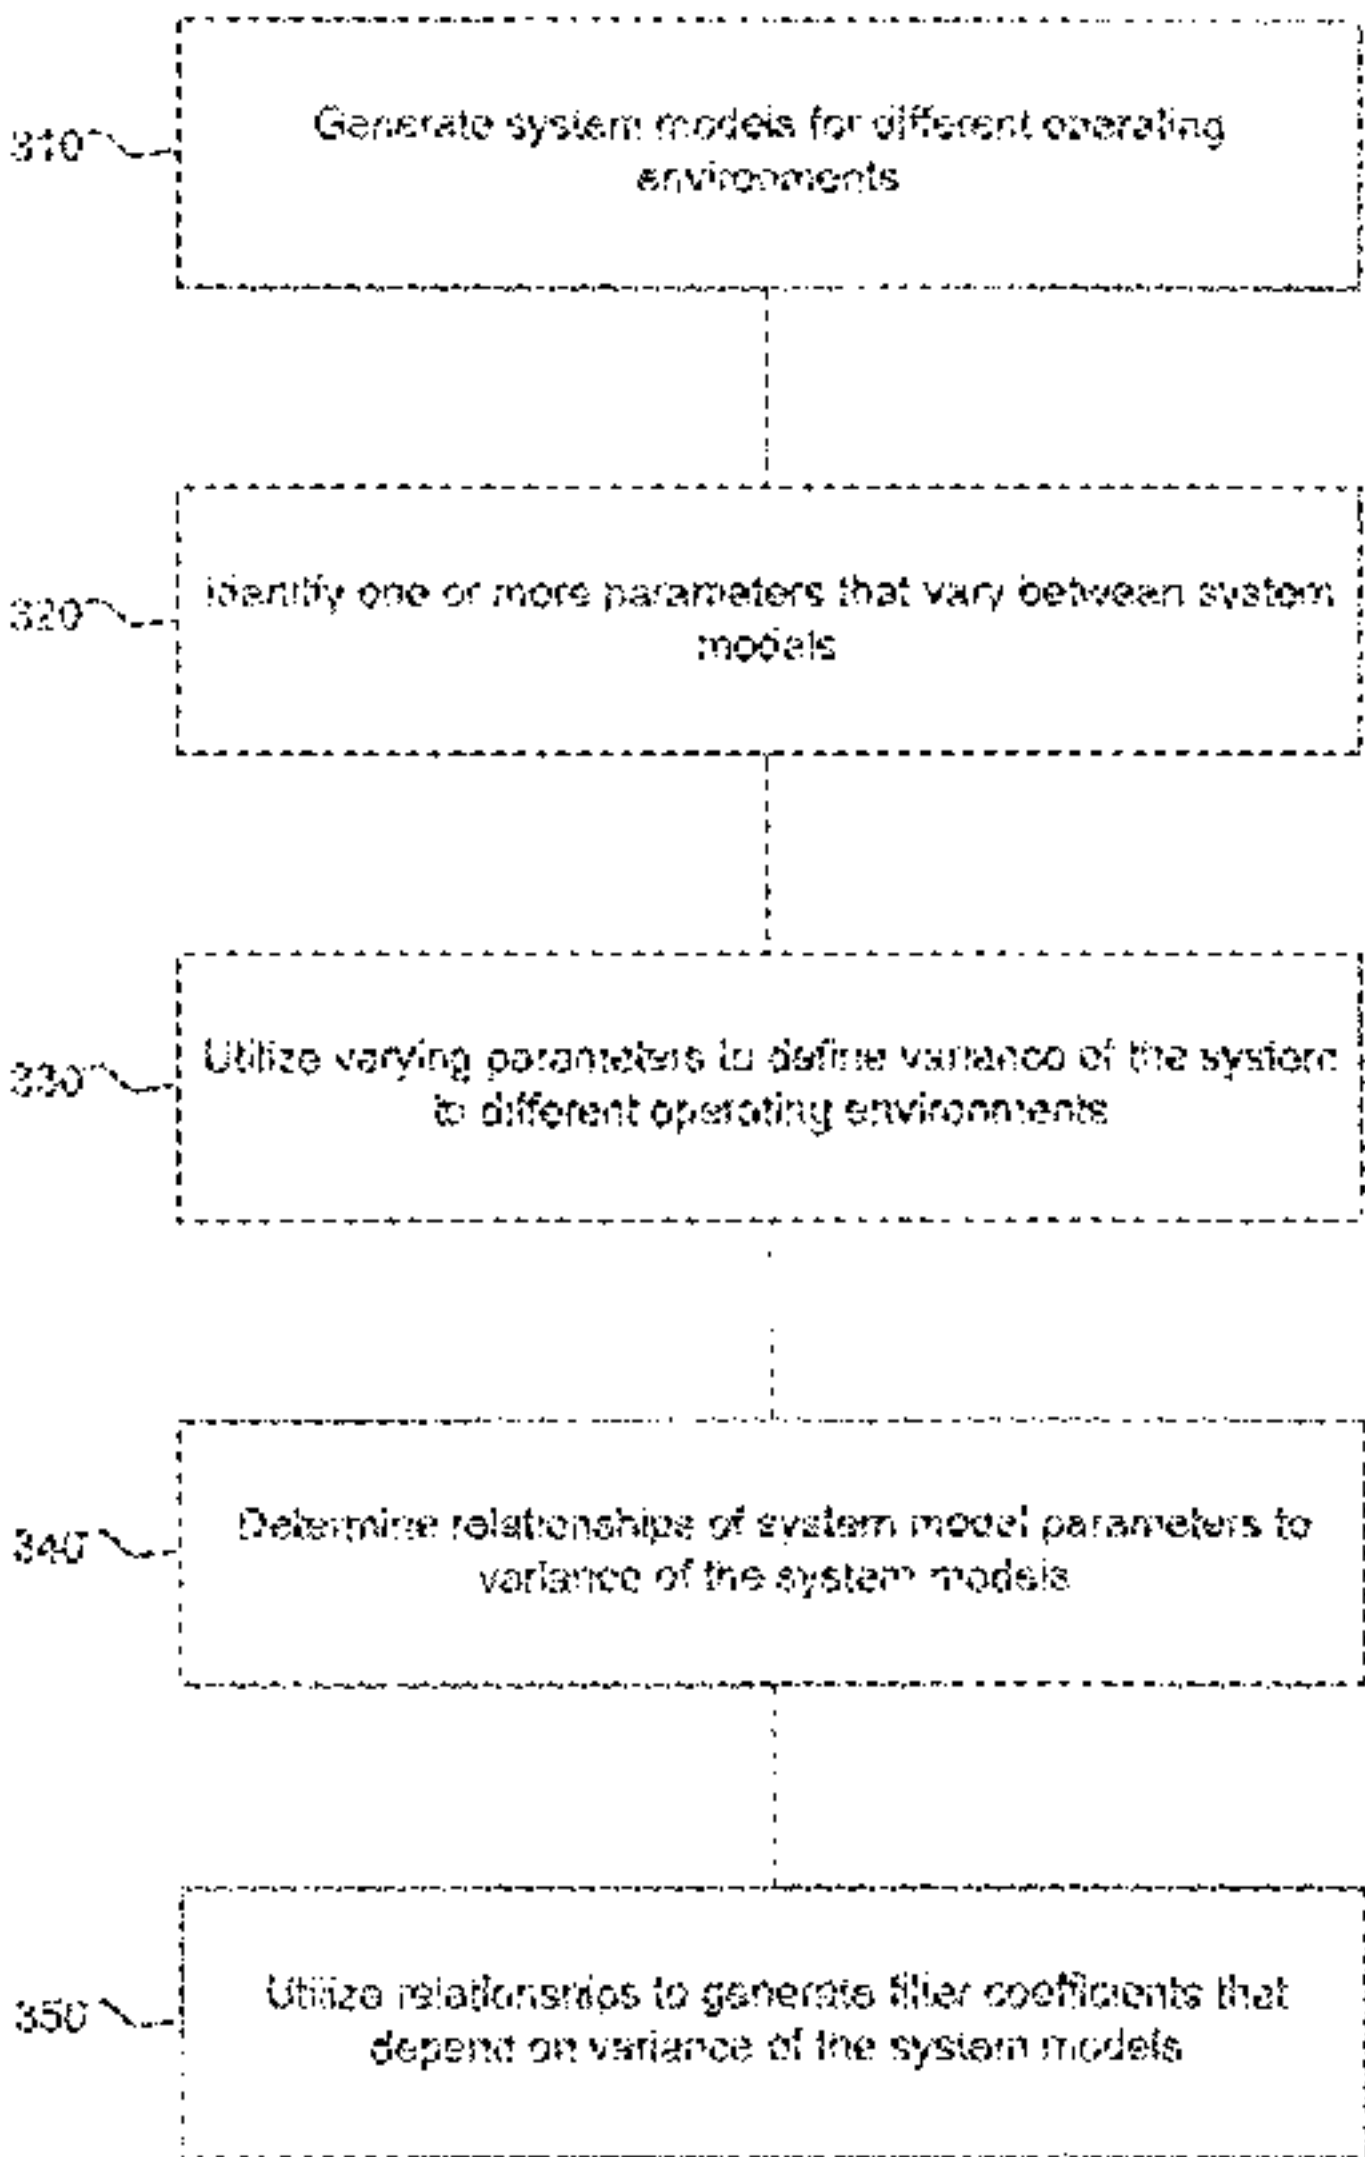 310
Generate system models for different operating
environments
320
Identify one or more parameters that vary between system
models
330
Utilize varying parameters to define variance of the system
to different operating environments
340
Determine relationships of system model parameters to
variance of the system models
350
Utilize relationships to generate filter coefficients that
depend on variance of the system models